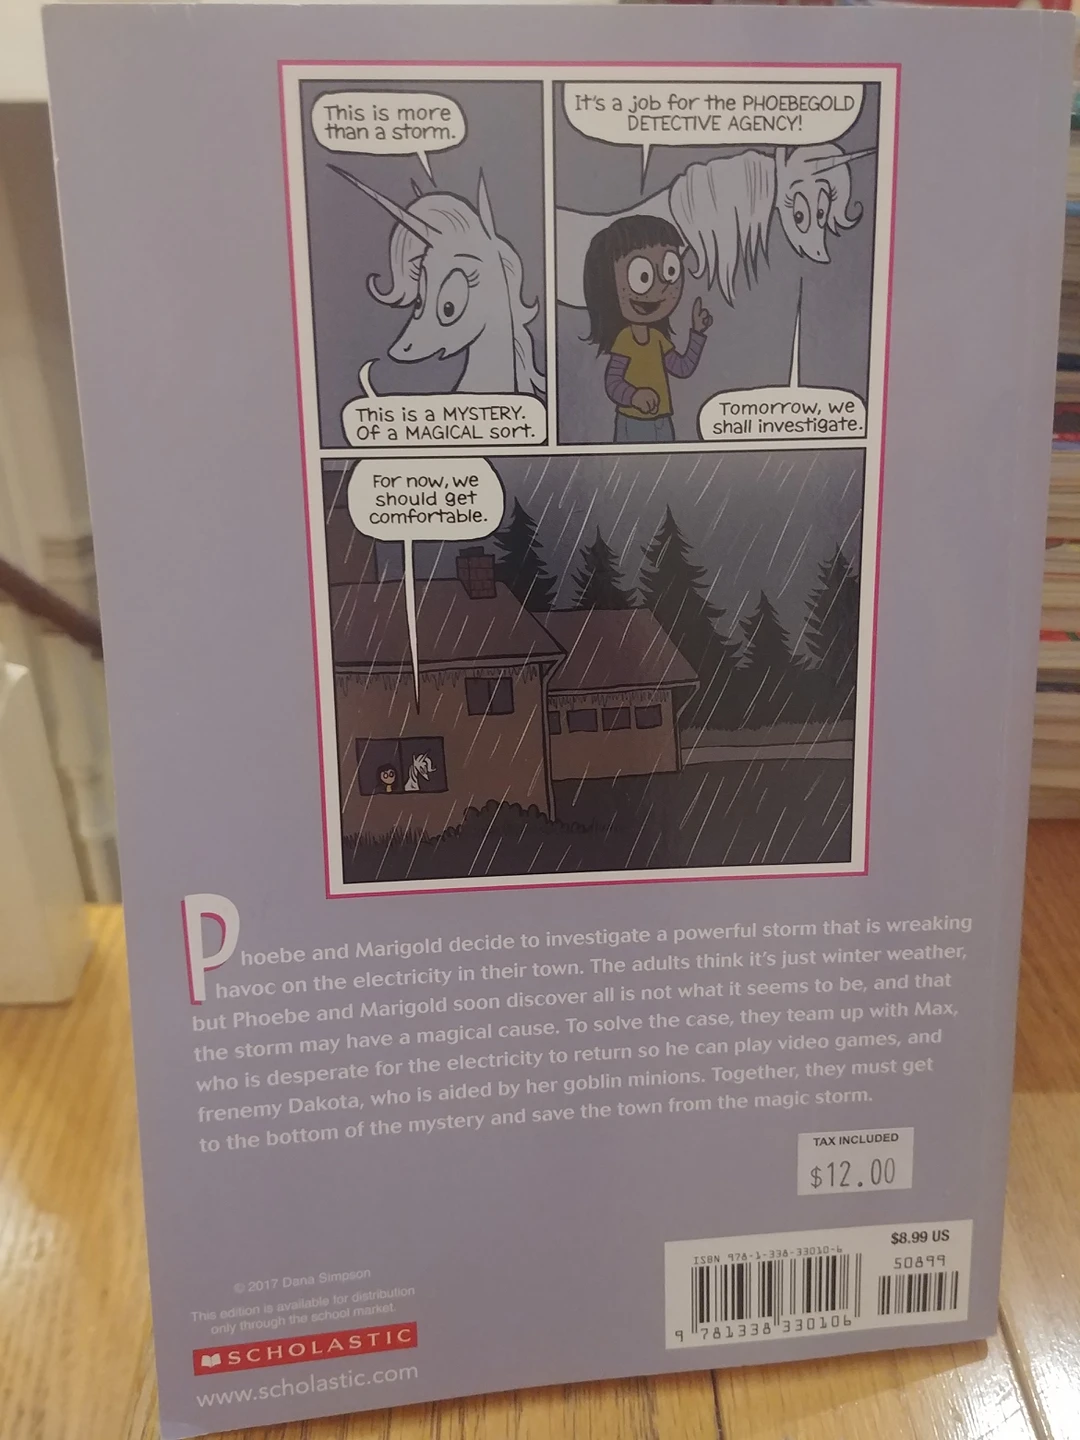 This is more
than a storm.
This is a MYSTERY.
Of a MAGICAL sort.
It's a job for the PHOEBEGOLD
DETECTIVE AGENCY!
Tomorrow, we
shall investigate.
For now, we
should get
comfortable.
Phoebe and Marigold decide to investigate a powerful storm that is wreaking
havoc on the electricity in their town. The adults think it's just winter weather,
but Phoebe and Marigold soon discover all is not what it seems to be, and that
the storm may have a magical cause. To solve the case, they team up with Max,
who is desperate for the electricity to return so he can play video games, and
frenemy Dakota, who is aided by her goblin minions. Together, they must get
to the bottom of the mystery and save the town from the magic storm.
TAX INCLUDED
$12.00
© 2017 Dana Simpson
This edition is available for distribution
only through the school market.
SCHOLASTIC
www.scholastic.com
$8.99 US
ISBN 978-1-338-33010-6
50899
9 781338 330106